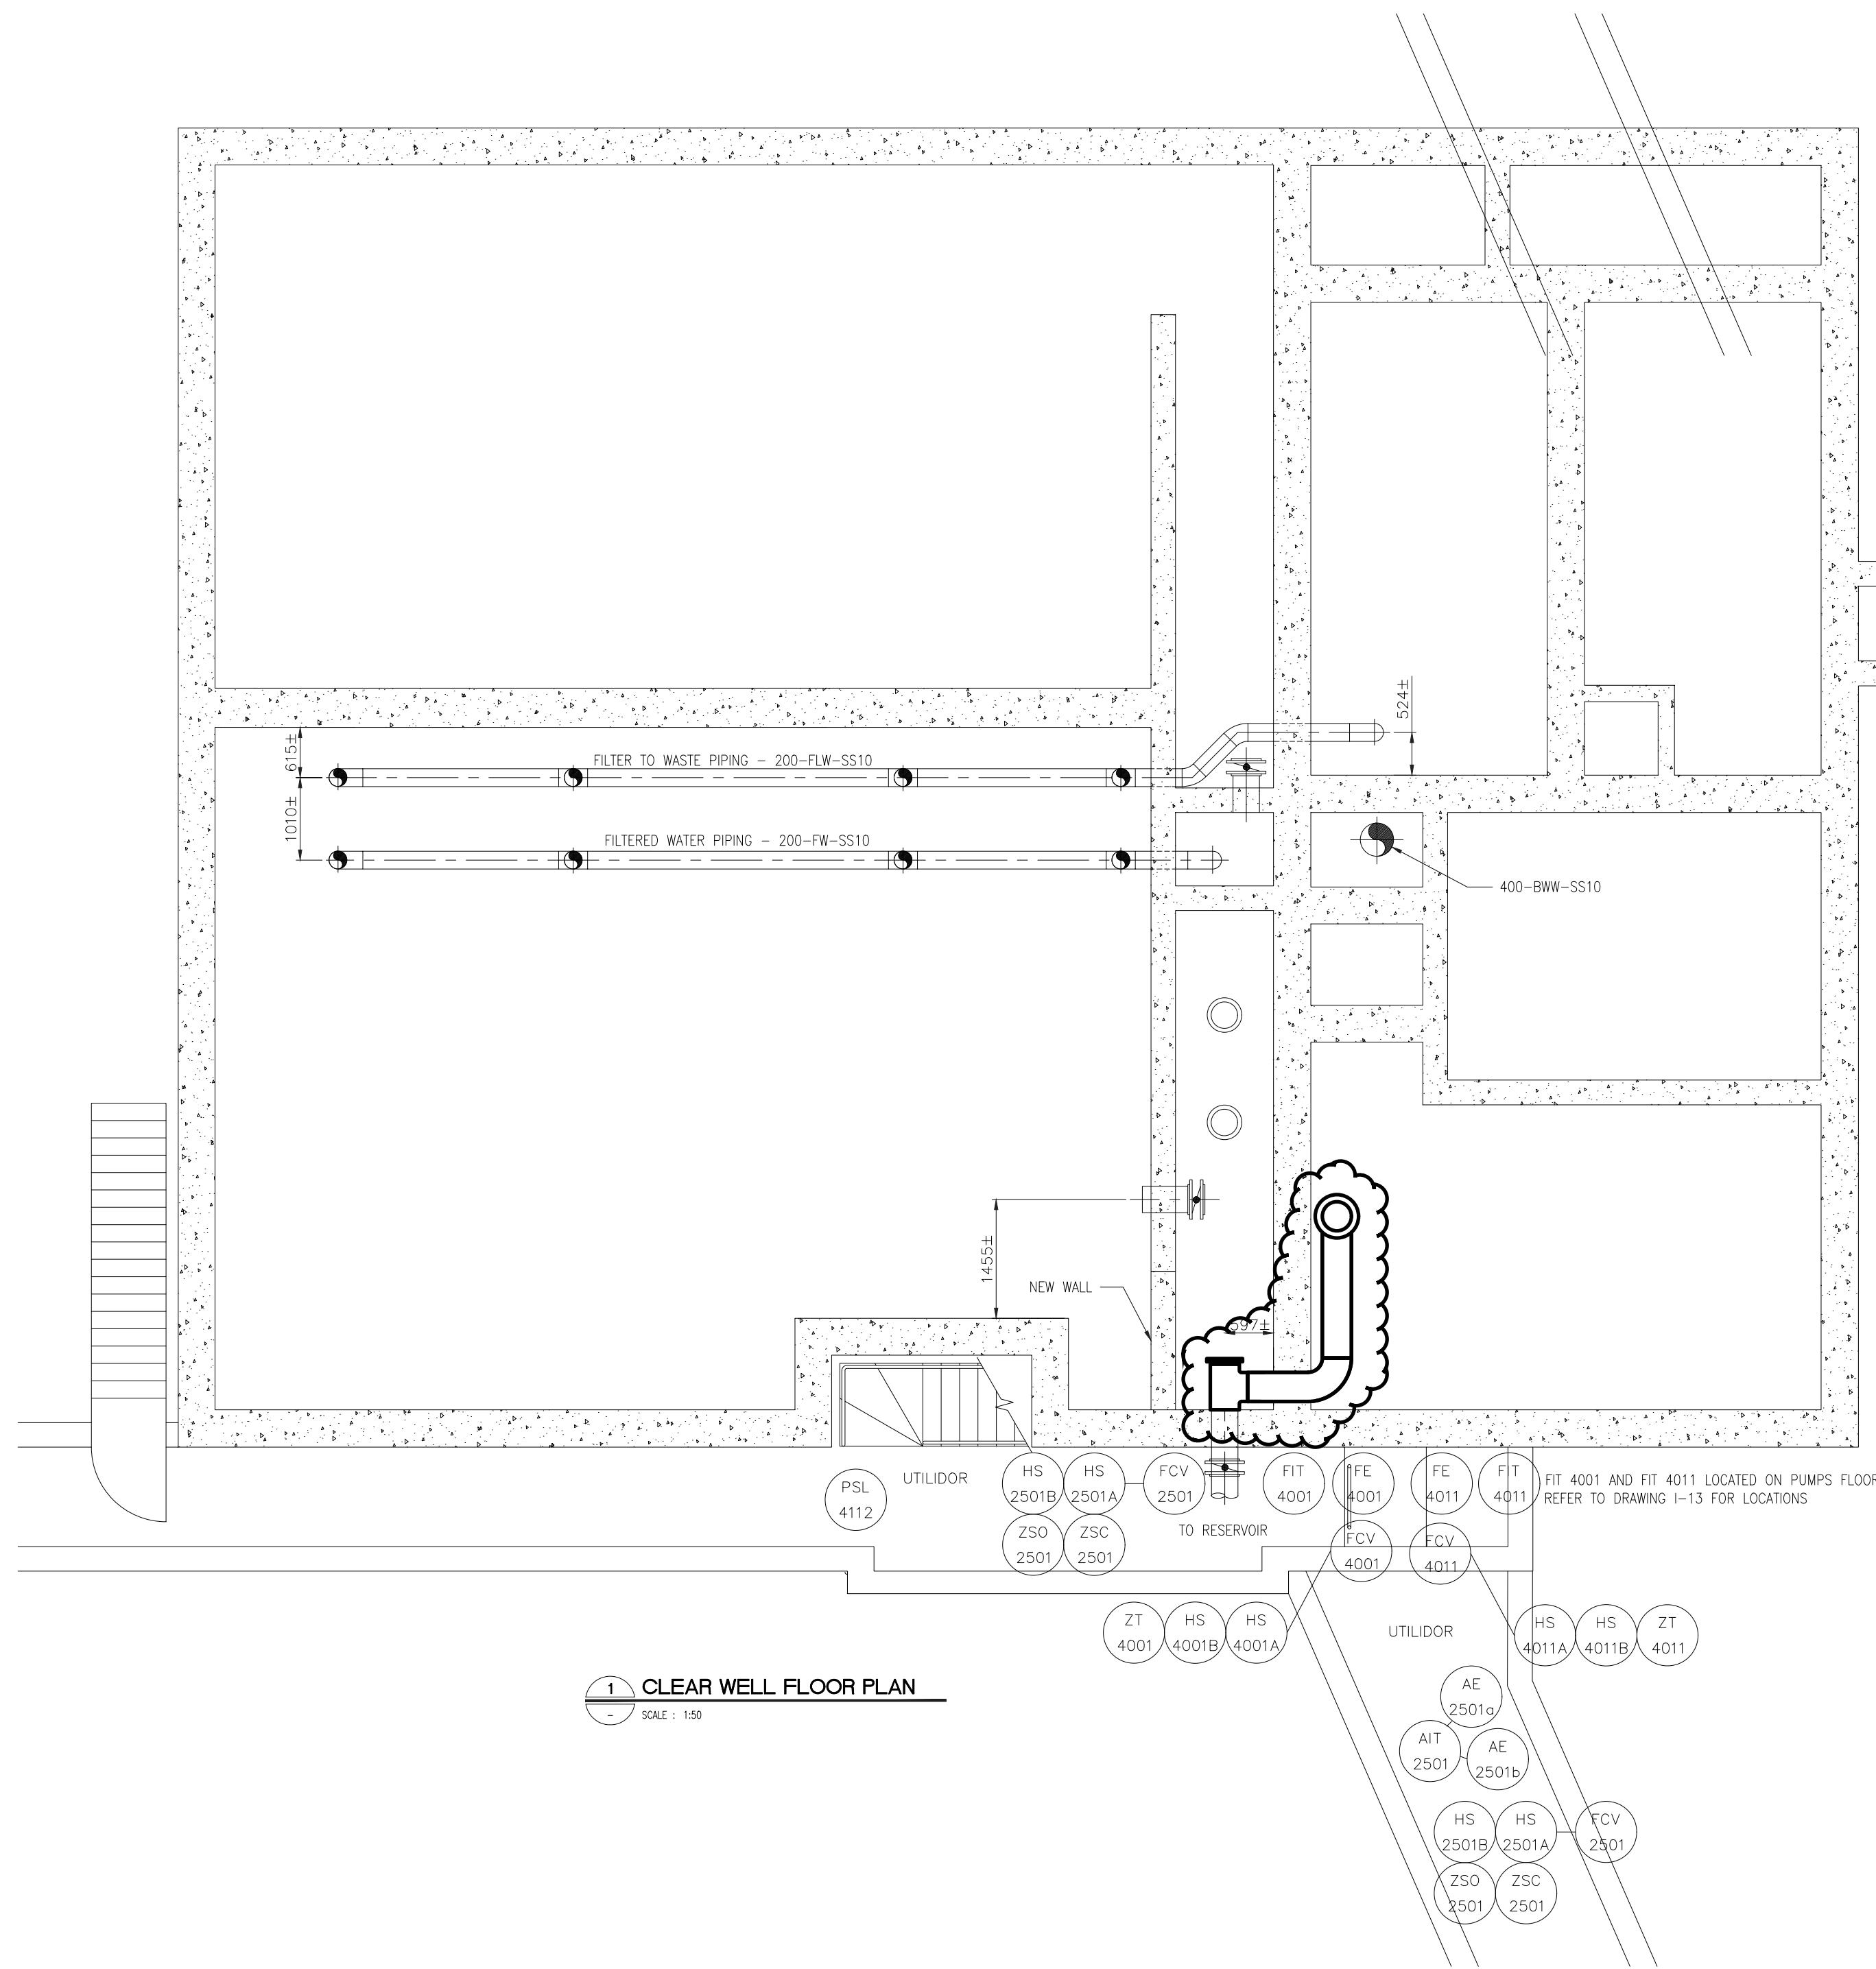 524±
615±
FILTER TO WASTE PIPING - 200-FLW-SS10
1010±
FILTERED WATER PIPING - 200-FW-SS10
400-BWW-SS10
1455±
NEW WALL
597±
UTILIDOR
PSL
4112
HS
2501B
HS
2501A
FCV
2501
ZSO
2501
ZSC
2501
TO RESERVOIR
FIT
4001
FE
4001
FE
4011
FIT
4011
FIT 4001 AND FIT 4011 LOCATED ON PUMPS FLOOR
REFER TO DRAWING I-13 FOR LOCATIONS
FCV
4001
FCV
4011
ZT
4001
HS
4001B
HS
4001A
UTILIDOR
HS
4011A
HS
4011B
ZT
4011
1
CLEAR WELL FLOOR PLAN
-
SCALE : 1:50
AE
2501a
AIT
2501
AE
2501b
HS
2501B
HS
2501A
FCV
2501
ZSO
2501
ZSC
2501